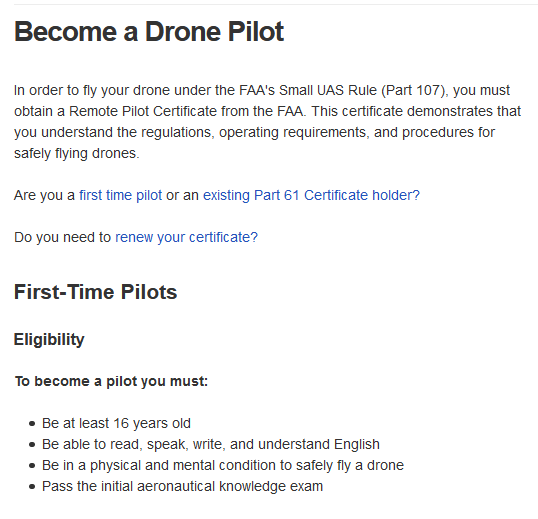 Become a Drone Pilot
In order to fly your drone under the FAA's Small UAS Rule (Part 107), you must
obtain a Remote Pilot Certificate from the FAA. This certificate demonstrates that
you understand the regulations, operating requirements, and procedures for
safely flying drones.
Are you a first time pilot or an existing Part 61 Certificate holder?
Do you need to renew your certificate?
First-Time Pilots
Eligibility
To become a pilot you must:
• Be at least 16 years old
• Be able to read, speak, write, and understand English
• Be in a physical and mental condition to safely fly a drone
• Pass the initial aeronautical knowledge exam